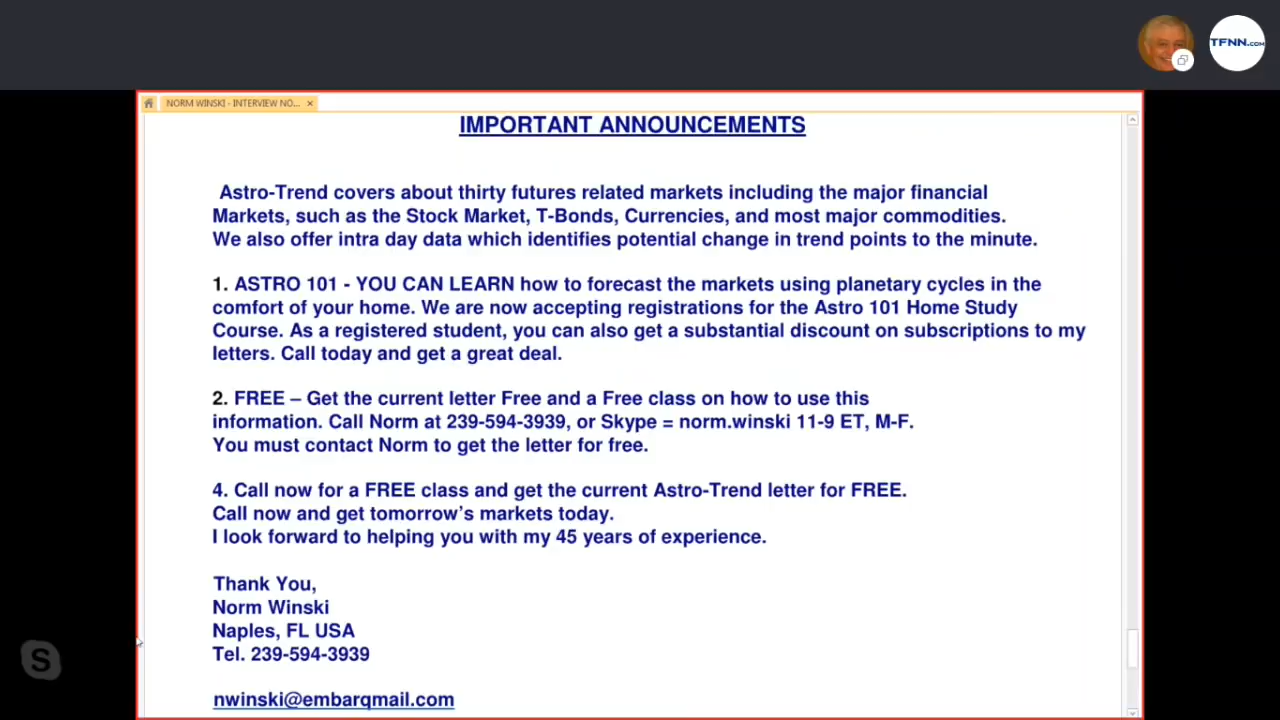 TFNN.COM
NORM WINSKI - INTERVIEW NO...
IMPORTANT ANNOUNCEMENTS
Astro-Trend covers about thirty futures related markets including the major financial
Markets, such as the Stock Market, T-Bonds, Currencies, and most major commodities.
We also offer intra day data which identifies potential change in trend points to the minute.
1. ASTRO 101 - YOU CAN LEARN how to forecast the markets using planetary cycles in the
comfort of your home. We are now accepting registrations for the Astro 101 Home Study
Course. As a registered student, you can also get a substantial discount on subscriptions to my
letters. Call today and get a great deal.
2. FREE – Get the current letter Free and a Free class on how to use this
information. Call Norm at 239-594-3939, or Skype = norm.winski 11-9 ET, M-F.
You must contact Norm to get the letter for free.
4. Call now for a FREE class and get the current Astro-Trend letter for FREE.
Call now and get tomorrow’s markets today.
I look forward to helping you with my 45 years of experience.
Thank You,
Norm Winski
Naples, FL USA
Tel. 239-594-3939
nwinski@embarqmail.com
S